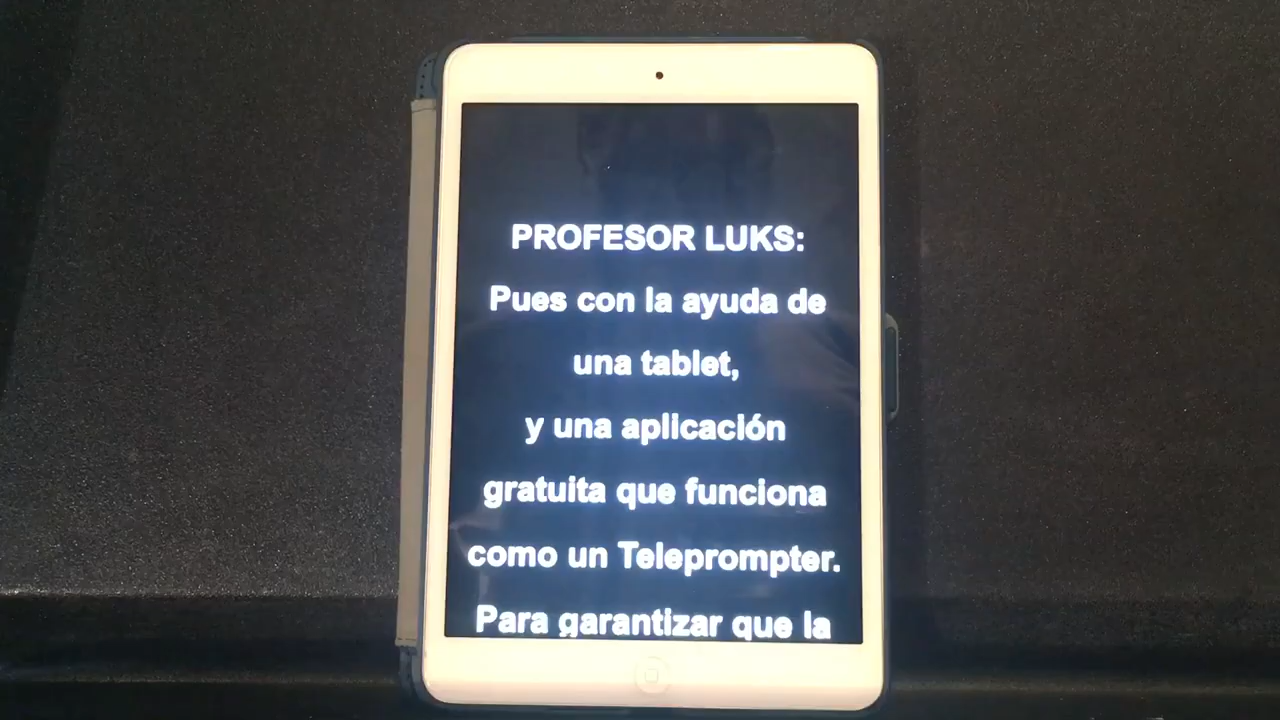 PROFESOR LUKS:
Pues con la ayuda de
una tablet,
y una aplicación
gratuita que funciona
como un Teleprompter.
Para garantizar que la